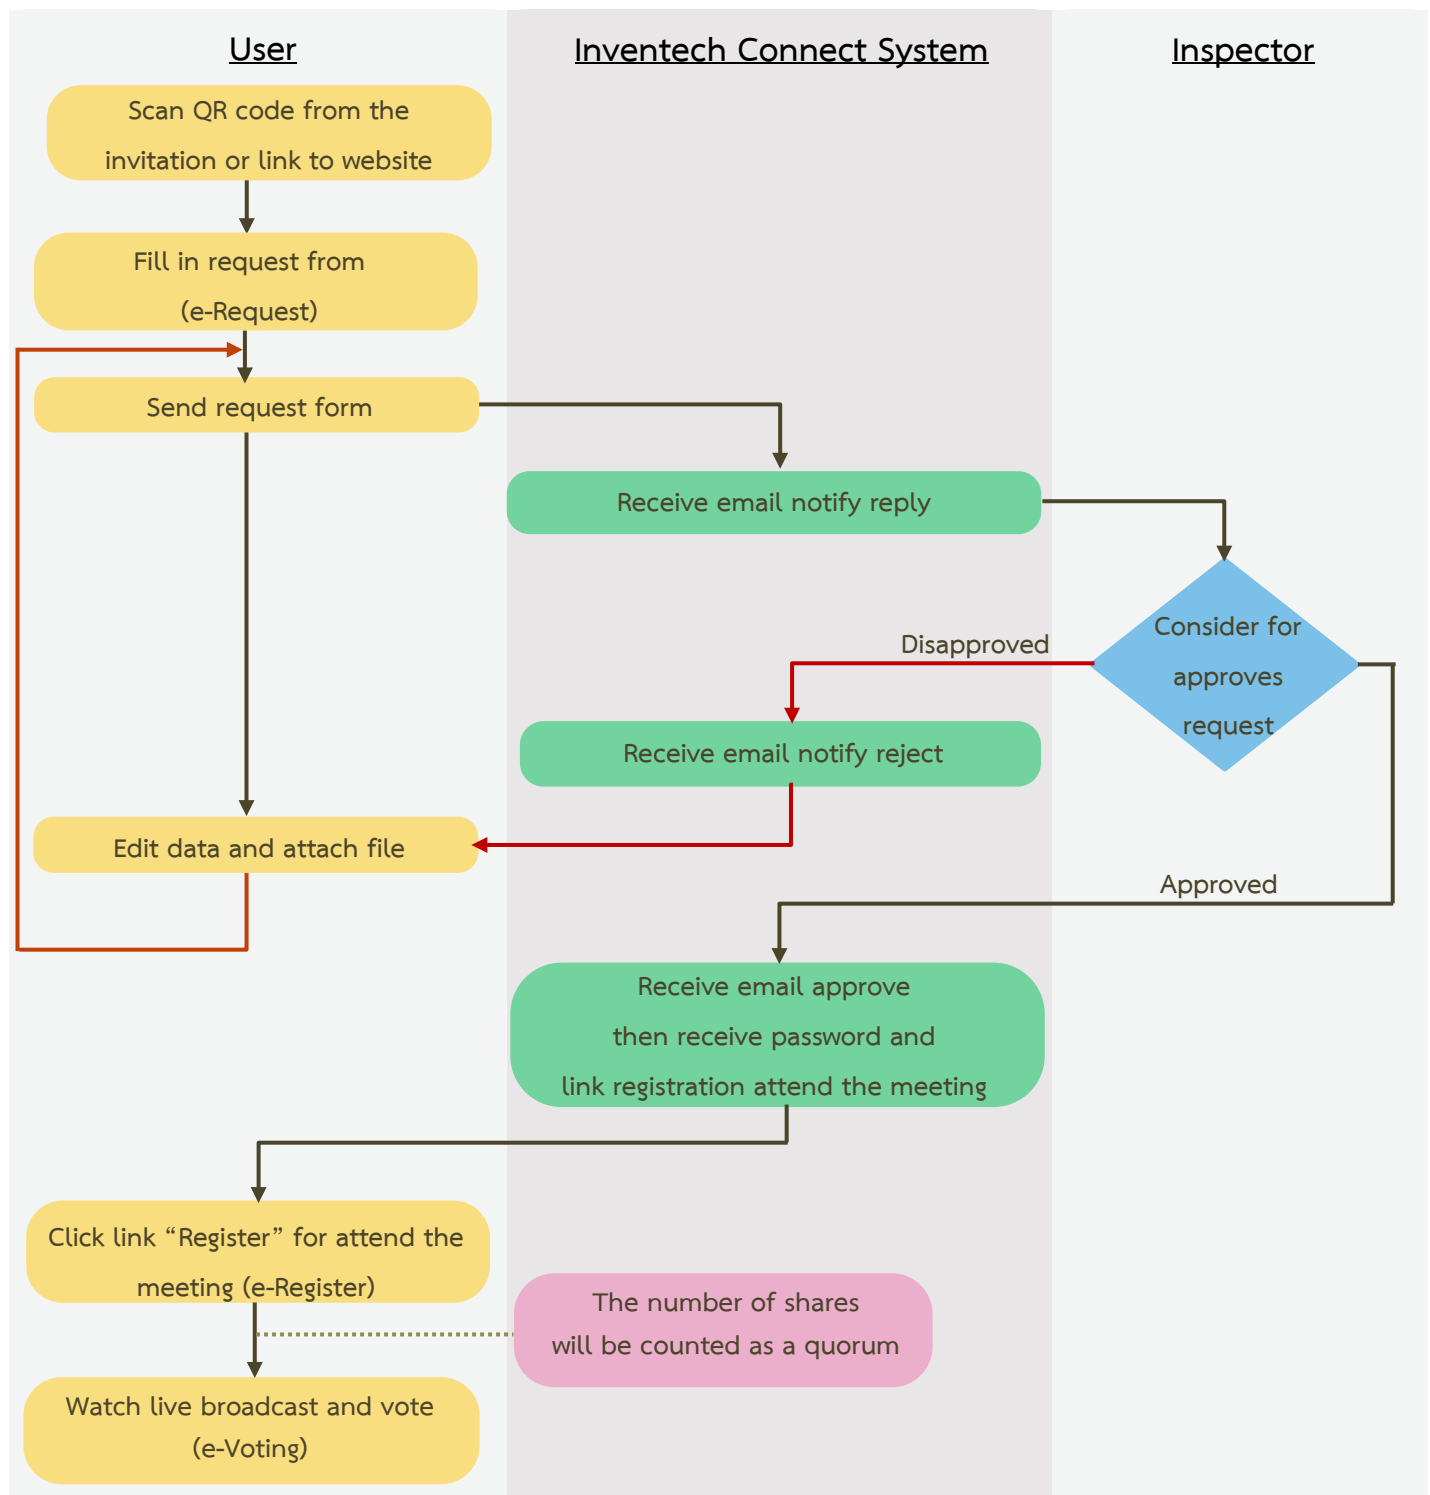 User
Inventech Connect System
Inspector
Scan QR code from the
invitation or link to website
Fill in request from
(e-Request)
Send request form
Receive email notify reply
Consider for
approves
request
Disapproved
Receive email notify reject
Edit data and attach file
Approved
Receive email approve
then receive password and
link registration attend the meeting
Click link “Register” for attend the
meeting (e-Register)
The number of shares
will be counted as a quorum
Watch live broadcast and vote
(e-Voting)